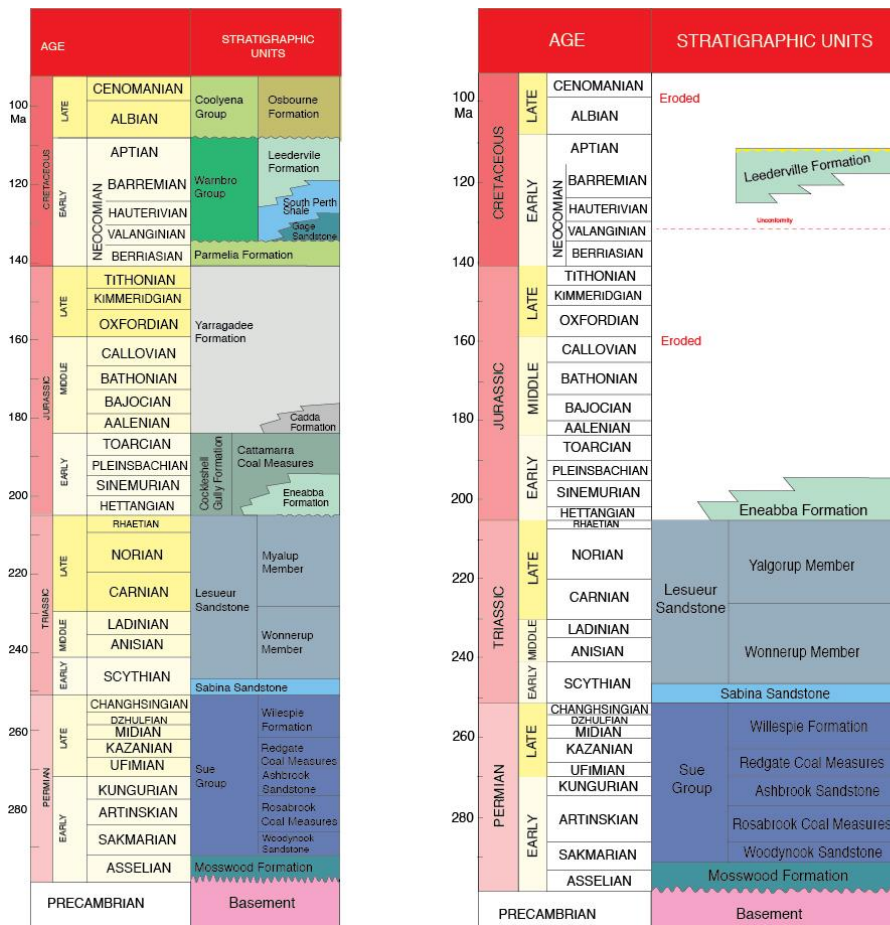 AGE
STRATIGRAPHIC
UNITS
100
Ma
120
140
160
180
200
220
240
260
280
CRETACEOUS
LATE
CENOMANIAN
ALBIAN
EARLY
APTIAN
NEOCOMIAN
BARREMIAN
HAUTERIVIAN
VALANGINIAN
BERRIASIAN
JURASSIC
LATE
TITHONIAN
KIMMERIDGIAN
OXFORDIAN
MIDDLE
CALLOVIAN
BATHONIAN
BAJOCIAN
AALENIAN
EARLY
TOARCIAN
PLEINSBACHIAN
SINEMURIAN
HETTANGIAN
TRIASSIC
LATE
RHAETIAN
NORIAN
CARNIAN
MIDDLE
LADINIAN
ANISIAN
EARLY
SCYTHIAN
PERMIAN
LATE
CHANGHSINGIAN
DZHULFIAN
MIDIAN
KAZANIAN
UFIMIAN
EARLY
KUNGURIAN
ARTINSKIAN
SAKMARIAN
ASSELIAN
PRECAMBRIAN
Coolyena
Group
Osbourne
Formation
Warnbro
Group
Leederville
Formation
South Perth
Shale
Gage
Sandstone
Parmelia Formation
Yarragadee
Formation
Cadda
Formation
Cockleshell
Gully Formation
Cattamarra
Coal Measures
Eneabba
Formation
Lesueur
Sandstone
Myalup
Member
Wonnerup
Member
Sabina Sandstone
Sue
Group
Wilespie
Formation
Redgate
Coal Measures
Ashbrook
Sandstone
Rosabrook
Coal Measures
Woodynook
Sandstone
Mosswood Formation
Basement
AGE
STRATIGRAPHIC UNITS
100
Ma
120
140
160
180
200
220
240
260
280
CRETACEOUS
LATE
CENOMANIAN
ALBIAN
EARLY
APTIAN
NEOCOMIAN
BARREMIAN
HAUTERIVIAN
VALANGINIAN
BERRIASIAN
JURASSIC
LATE
TITHONIAN
KIMMERIDGIAN
OXFORDIAN
MIDDLE
CALLOVIAN
BATHONIAN
BAJOCIAN
AALENIAN
EARLY
TOARCIAN
PLEINSBACHIAN
SINEMURIAN
HETTANGIAN
TRIASSIC
LATE
RHAETIAN
NORIAN
CARNIAN
MIDDLE
LADINIAN
ANISIAN
EARLY
SCYTHIAN
PERMIAN
LATE
CHANGHSINGIAN
DZHULFIAN
MIDIAN
KAZANIAN
UFIMIAN
EARLY
KUNGURIAN
ARTINSKIAN
SAKMARIAN
ASSELIAN
PRECAMBRIAN
Eroded
Leederville Formation
Unconformity
Eroded
Eneabba Formation
Lesueur
Sandstone
Yalgorup Member
Wonnerup Member
Sabina Sandstone
Sue
Group
Willespie Formation
Redgate Coal Measures
Ashbrook Sandstone
Rosabrook Coal Measures
Woodynook Sandstone
Mosswood Formation
Basement